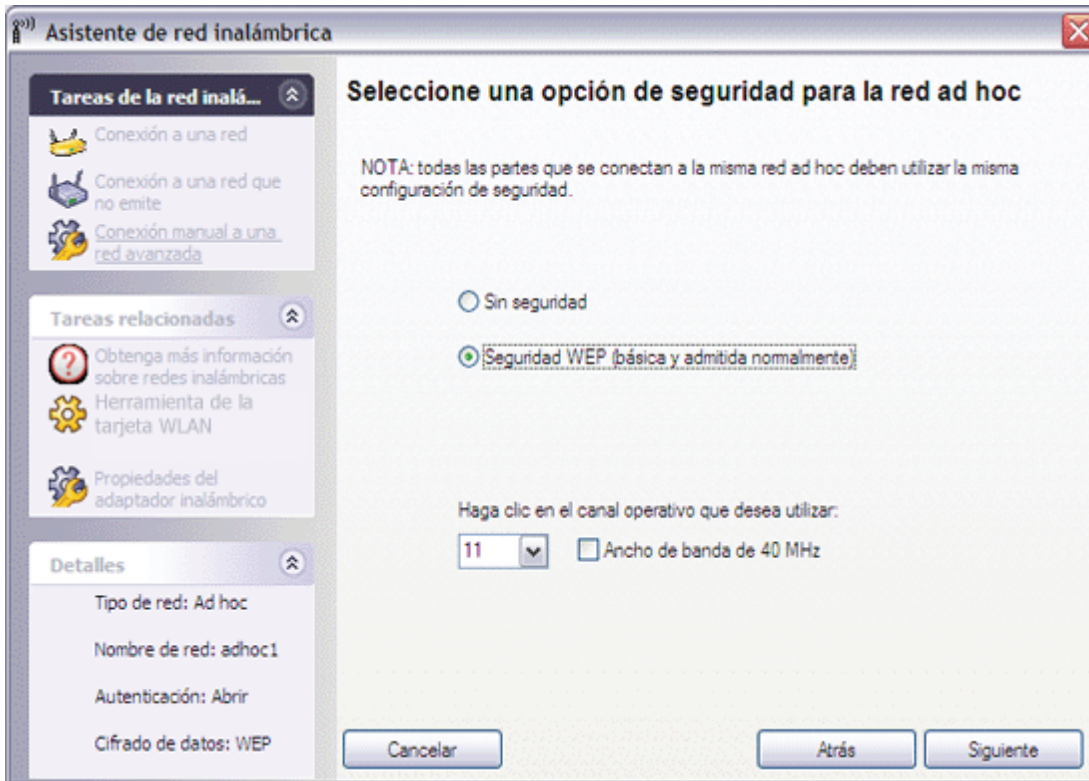 Asistente de red inalámbrica
Tareas de la red inalá...
Conexión a una red
Conexión a una red que
no emite
Conexión manual a una
red avanzada
Tareas relacionadas
Obtenga más información
sobre redes inalámbricas
Herramienta de la
tarjeta WLAN
Propiedades del
adaptador inalámbrico
Detalles
Tipo de red: Ad hoc
Nombre de red: adhoc1
Autenticación: Abrir
Cifrado de datos: WEP
Seleccione una opción de seguridad para la red ad hoc
NOTA: todas las partes que se conectan a la misma red ad hoc deben utilizar la misma
configuración de seguridad.
Sin seguridad
Seguridad WEP (básica y admitida normalmente)
Haga clic en el canal operativo que desea utilizar:
11 Ancho de banda de 40 MHz
Cancelar Atrás Siguiente